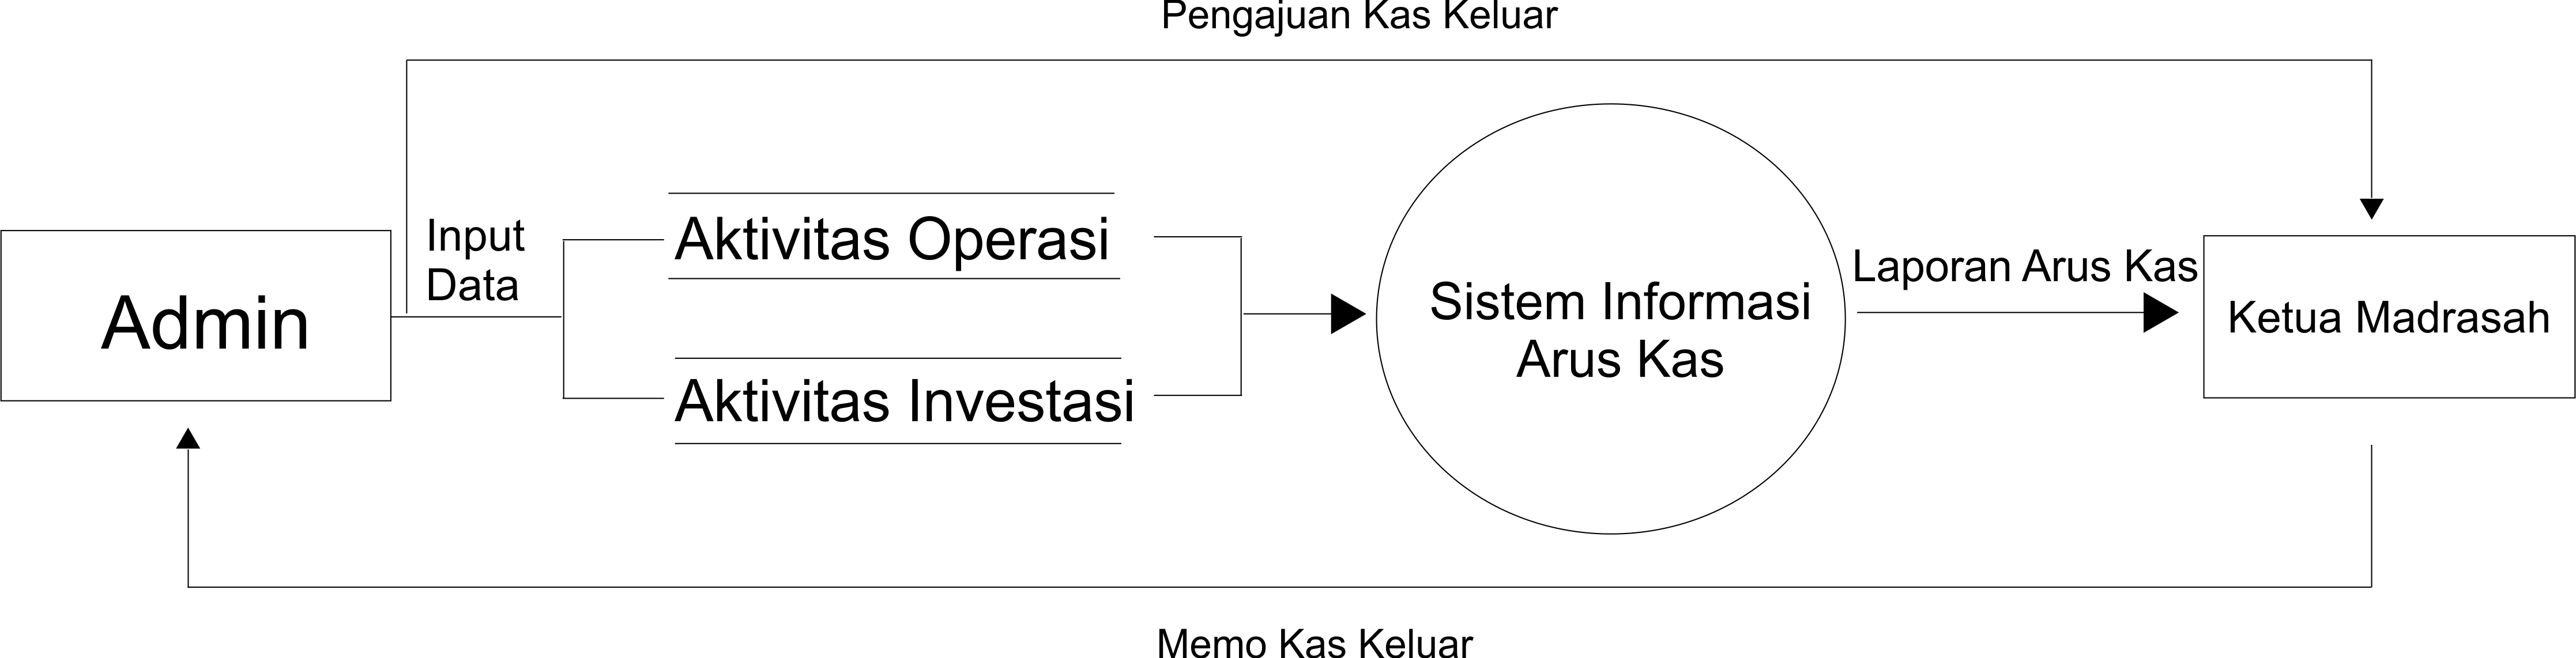 Pengajuan Kas Keluar
Admin
Input
Data
Aktivitas Operasi
Aktivitas Investasi
Sistem Informasi
Arus Kas
Laporan Arus Kas
Ketua Madrasah
Memo Kas Keluar